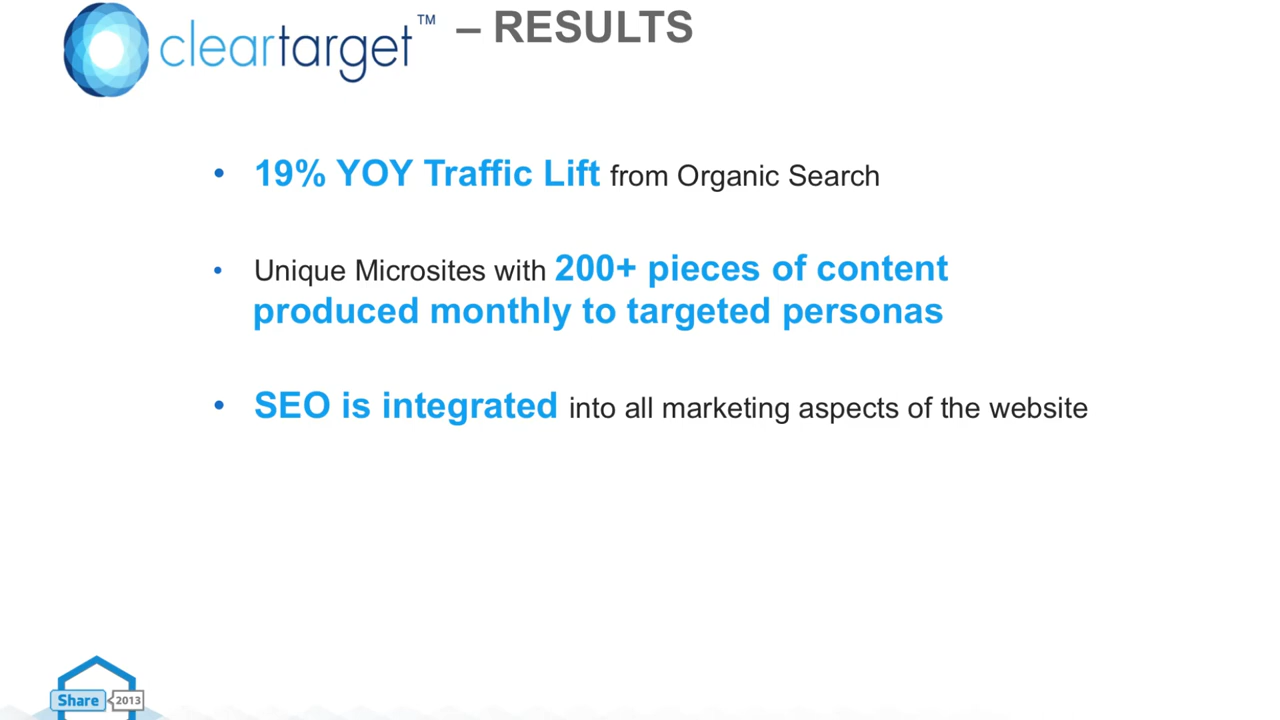 cleartarget™ – RESULTS
• 19% YOY Traffic Lift from Organic Search
• Unique Microsites with 200+ pieces of content
produced monthly to targeted personas
• SEO is integrated into all marketing aspects of the website
Share 2013